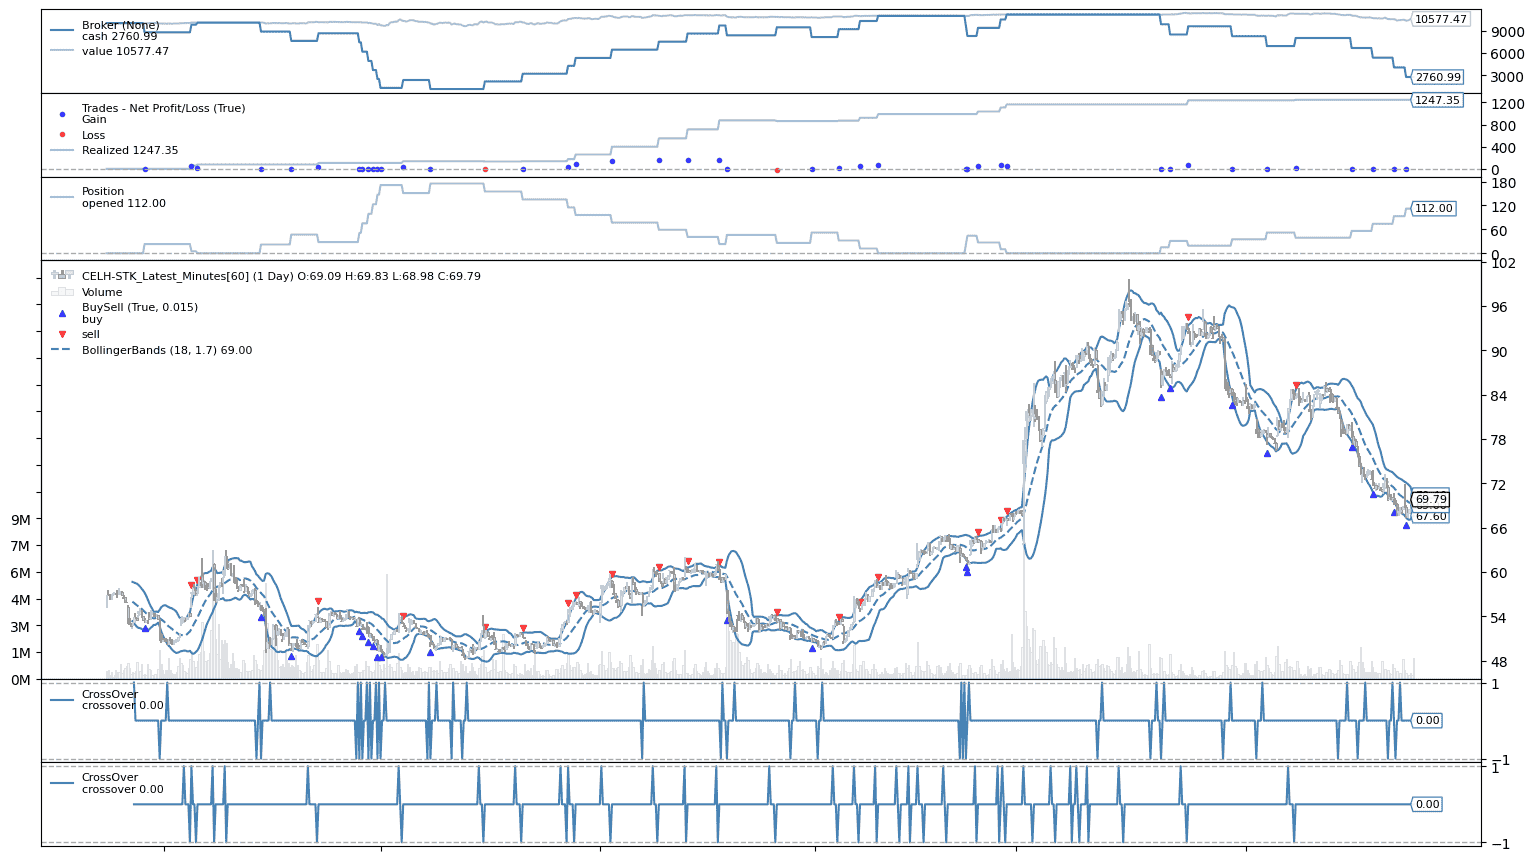 Broker (None)
cash 2760.99
value 10577.47
10577.47
9000
6000
3000
2760.99
Trades - Net Profit/Loss (True)
Gain
Loss
Realized 1247.35
1247.35
1200
800
400
0
Position
opened 112.00
180
120
112.00
60
0
CELH-STK_Latest_Minutes[60] (1 Day) O:69.09 H:69.83 L:68.98 C:69.79
Volume
BuySell (True, 0.015)
buy
sell
BollingerBands (18, 1.7) 69.00
102
96
90
84
78
72
69.79
67.60
66
60
54
48
9M
7M
6M
4M
3M
1M
0M
CrossOver
crossover 0.00
1
0.00
−1
CrossOver
crossover 0.00
1
0.00
−1